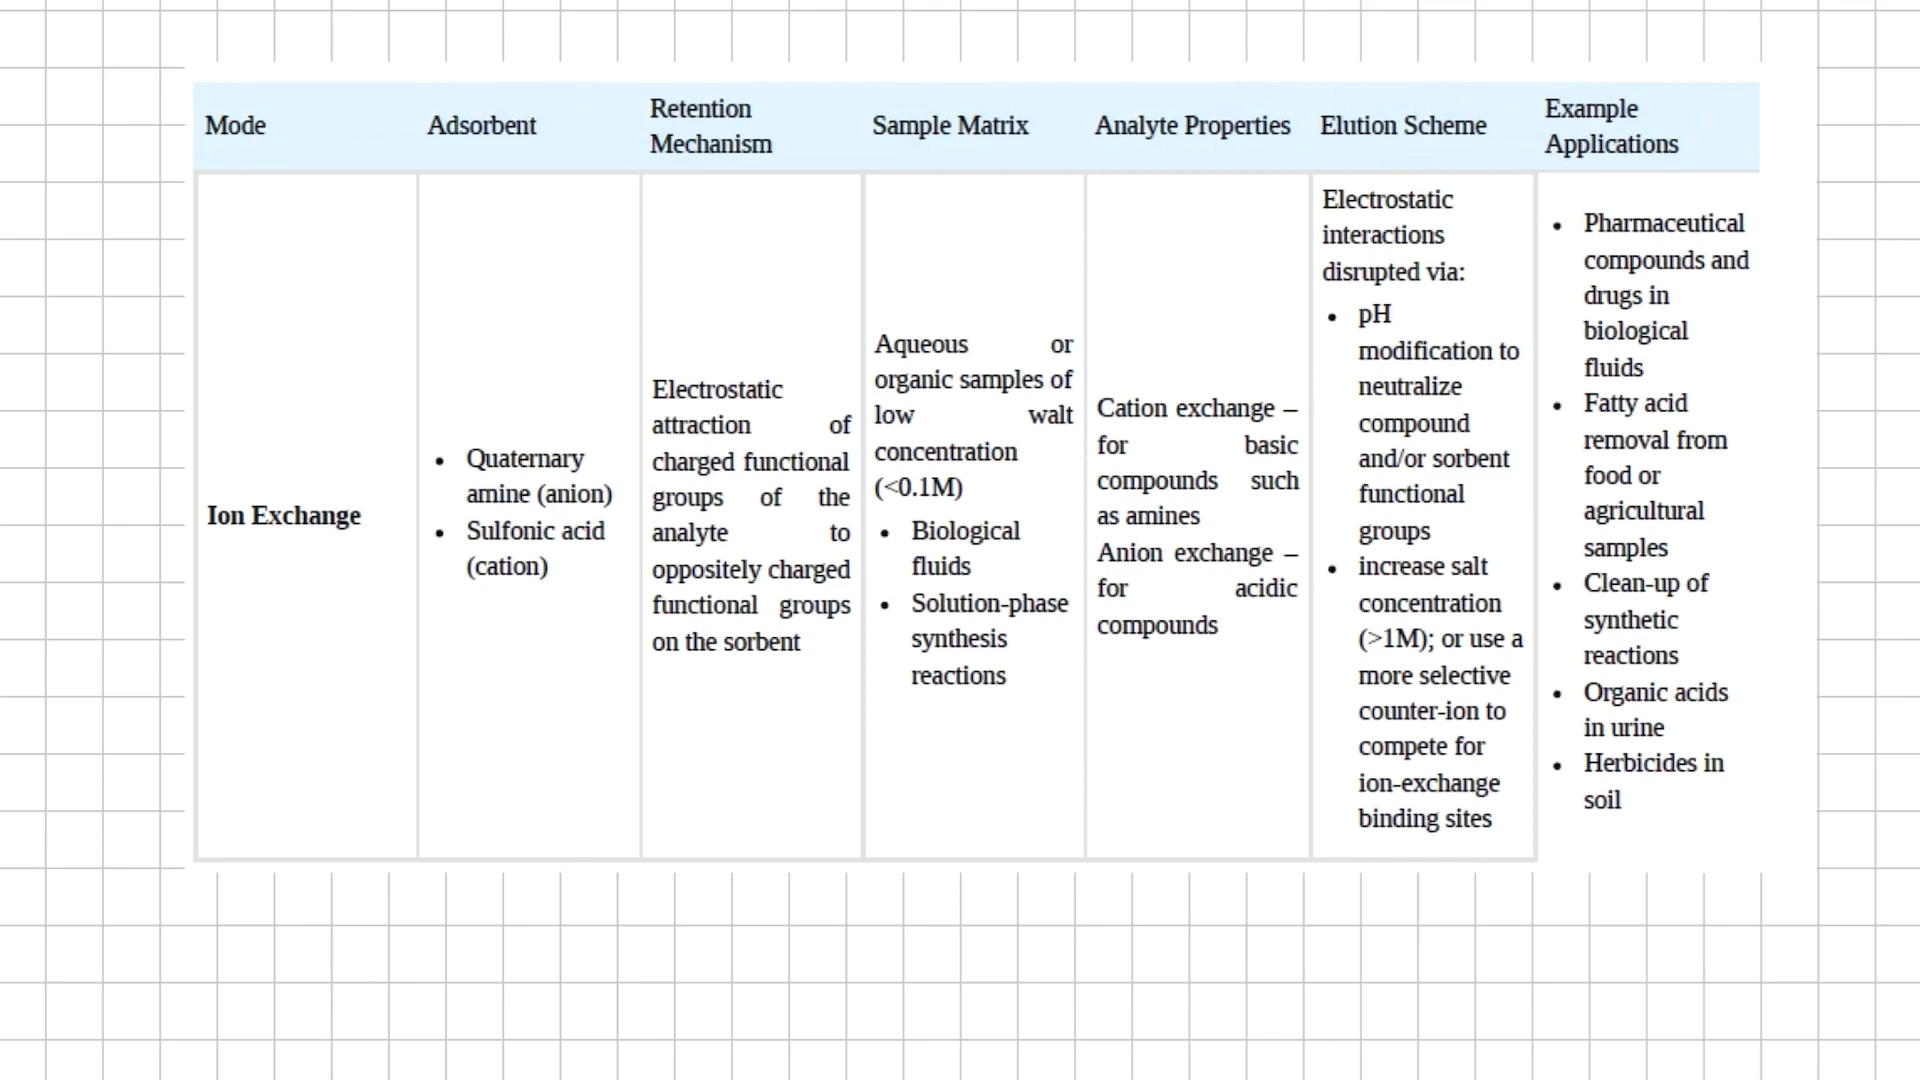 Mode
Adsorbent
Retention
Mechanism
Sample Matrix
Analyte Properties
Elution Scheme
Example
Applications
Ion Exchange
• Quaternary
amine (anion)
• Sulfonic acid
(cation)
Electrostatic
attraction of
charged functional
groups of the
analyte to
oppositely charged
functional groups
on the sorbent
Aqueous or
organic samples of
low walt
concentration
(<0.1M)
• Biological
fluids
• Solution-phase
synthesis
reactions
Cation exchange –
for basic
compounds such
as amines
Anion exchange –
for acidic
compounds
Electrostatic
interactions
disrupted via:
• pH
modification to
neutralize
compound
and/or sorbent
functional
groups
• increase salt
concentration
(>1M); or use a
more selective
counter-ion to
compete for
ion-exchange
binding sites
• Pharmaceutical
compounds and
drugs in
biological
fluids
• Fatty acid
removal from
food or
agricultural
samples
• Clean-up of
synthetic
reactions
• Organic acids
in urine
• Herbicides in
soil